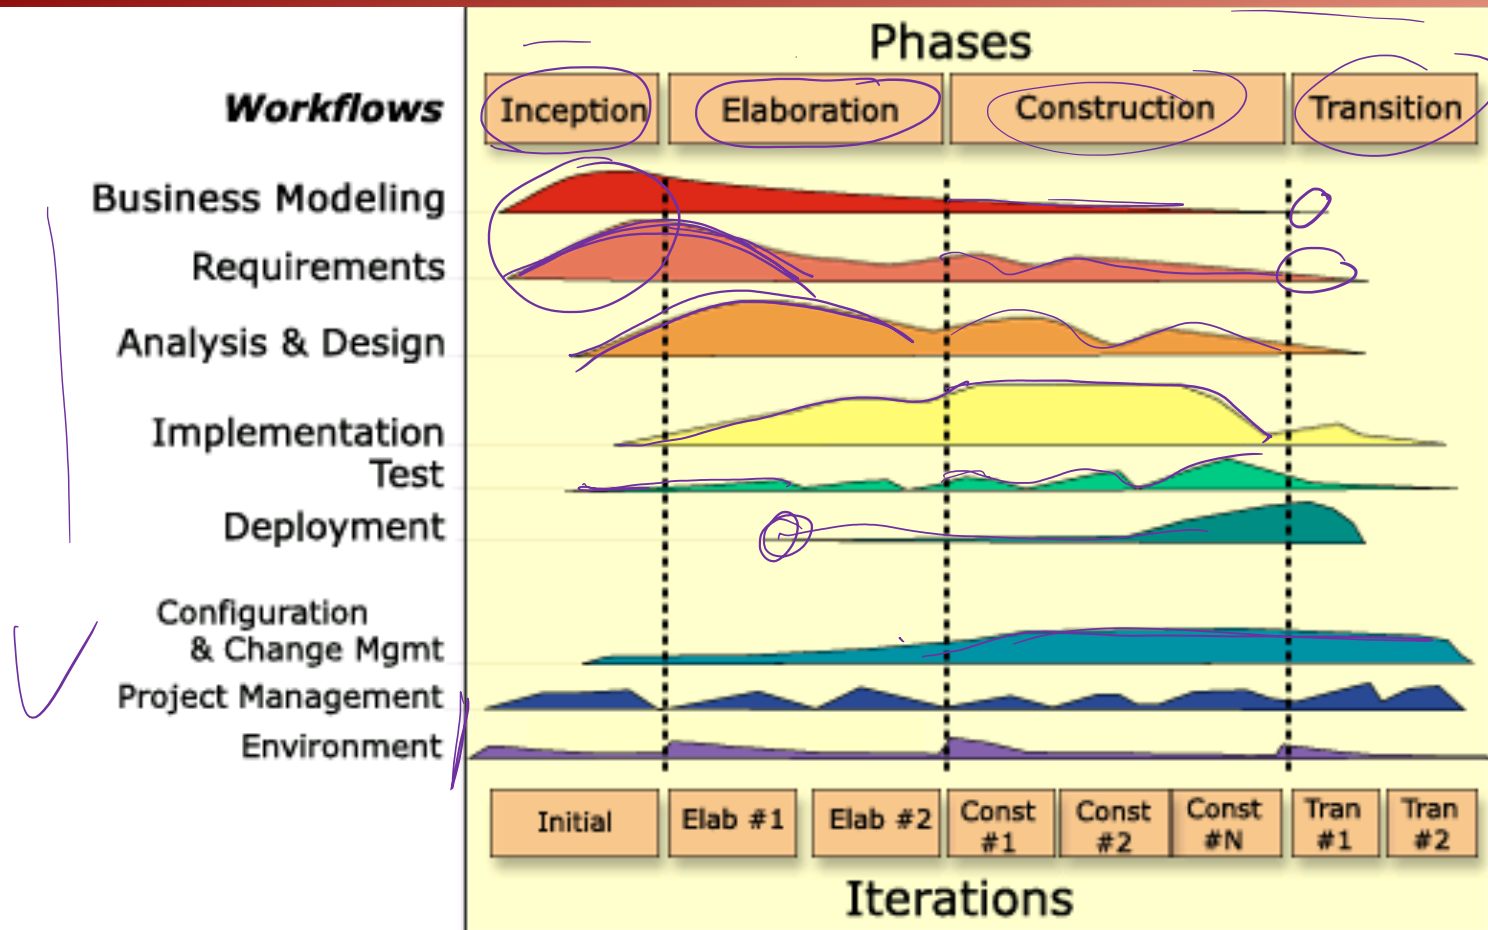 Phases
Workflows
Inception
Elaboration
Construction
Transition
Business Modeling
Requirements
Analysis & Design
Implementation
Test
Deployment
Configuration
& Change Mgmt
Project Management
Environment
Initial
Elab #1
Elab #2
Const
#1
Const
#2
Const
#N
Tran
#1
Tran
#2
Iterations